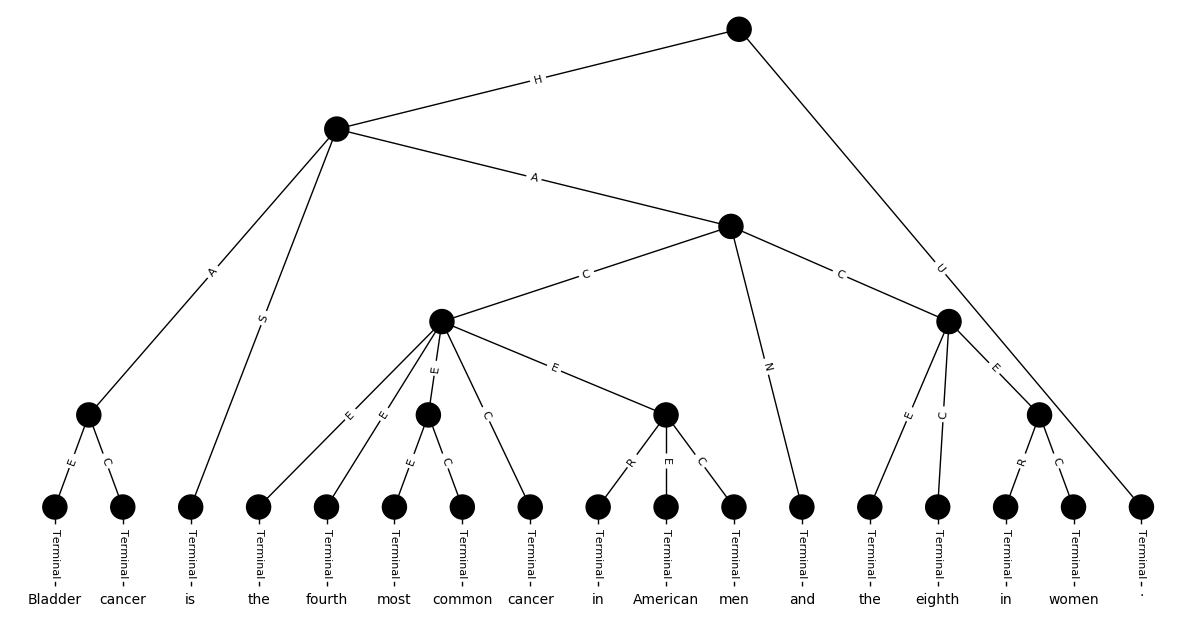 H
A
A
U
C
C
A
S
N
E
E
E
C
E
E
C
E
E
C
E
C
R
E
C
R
C
Terminal Terminal Terminal Terminal Terminal Terminal Terminal Terminal Terminal Terminal Terminal Terminal Terminal Terminal Terminal Terminal Terminal
Bladder cancer is the fourth most common cancer in American men and the eighth in women .